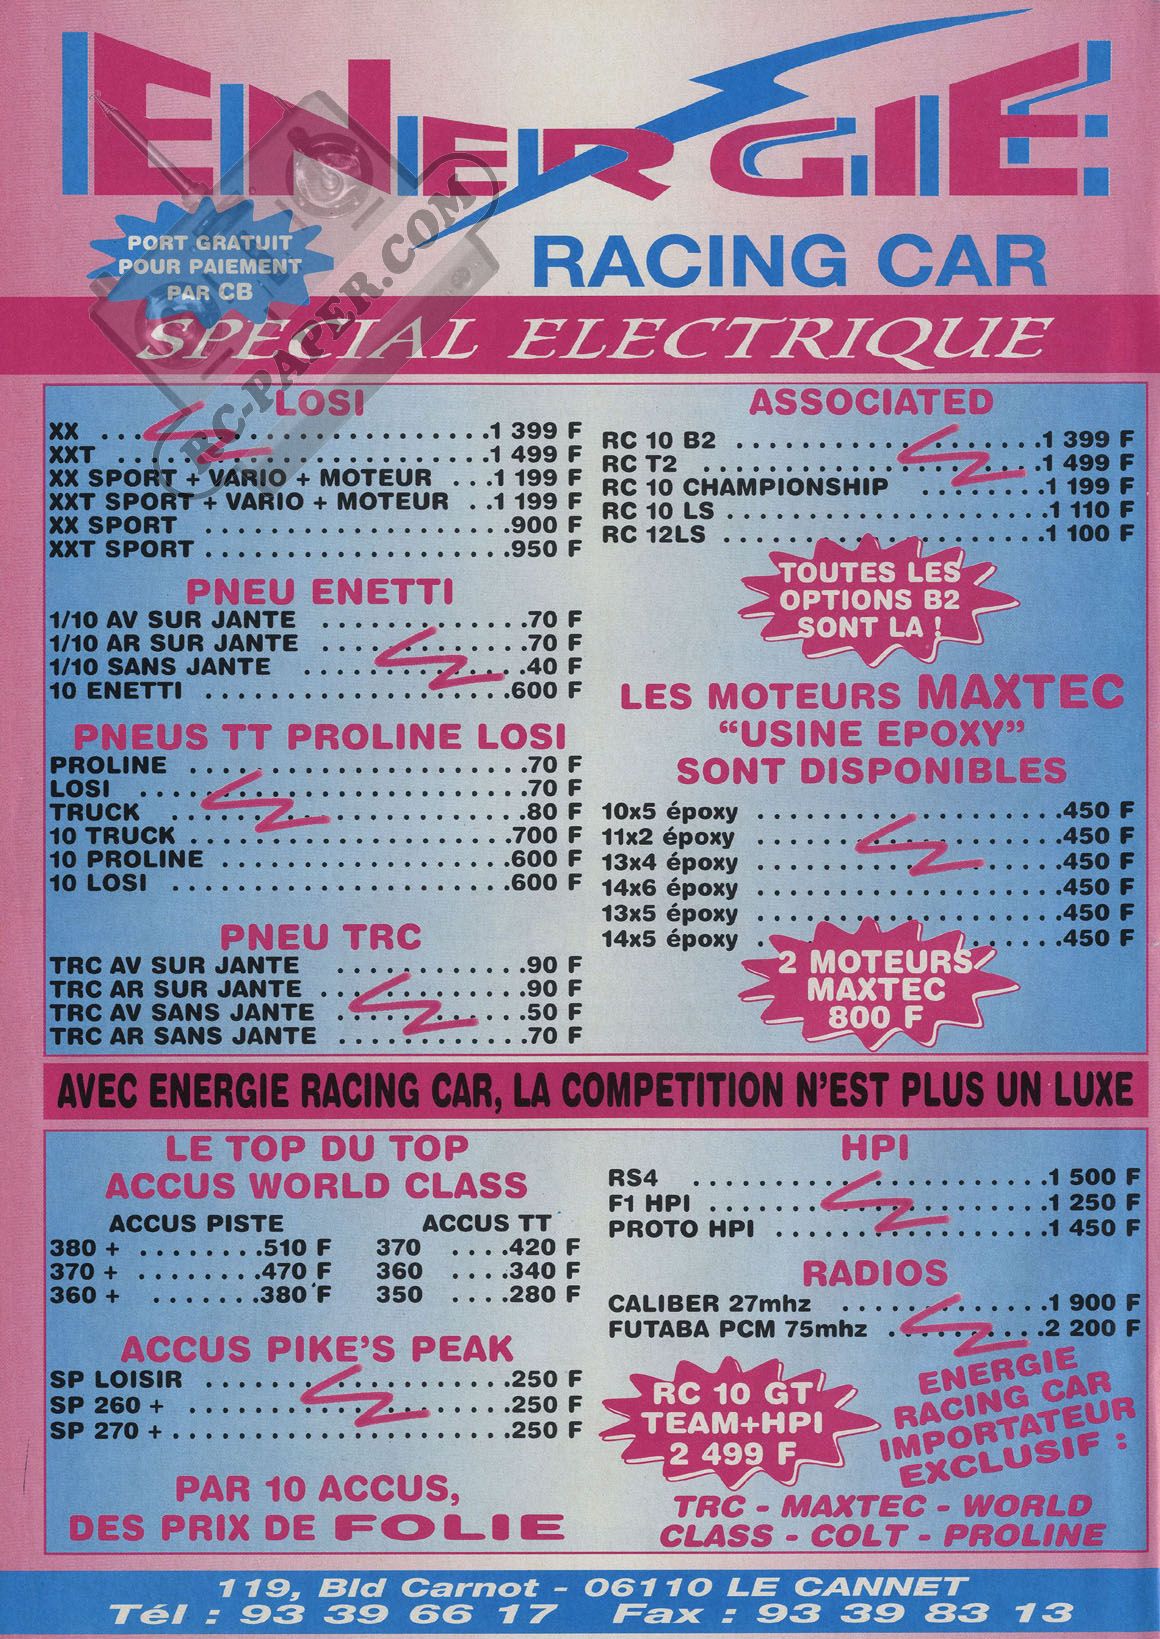 ENERGIE
RACING CAR
PORT GRATUIT
POUR PAIEMENT
PAR CB
SPECIAL ELECTRIQUE
RC-PAPER.COM
LOSI
XX . . . . . . . . . . . . . . . . . . . . . . . . .1 399 F
XXT . . . . . . . . . . . . . . . . . . . . . . . .1 499 F
XX SPORT + VARIO + MOTEUR . . .1 199 F
XXT SPORT + VARIO + MOTEUR . .1 199 F
XX SPORT . . . . . . . . . . . . . . . . . . . .900 F
XXT SPORT . . . . . . . . . . . . . . . . . . . .950 F
PNEU ENETTI
1/10 AV SUR JANTE . . . . . . . . . . . . .70 F
1/10 AR SUR JANTE . . . . . . . . . . . . .70 F
1/10 SANS JANTE . . . . . . . . . . . . . .40 F
10 ENETTI . . . . . . . . . . . . . . . . . . . .600 F
PNEUS TT PROLINE LOSI
PROLINE . . . . . . . . . . . . . . . . . . . . .70 F
LOSI . . . . . . . . . . . . . . . . . . . . . . . .70 F
TRUCK . . . . . . . . . . . . . . . . . . . . . .80 F
10 TRUCK . . . . . . . . . . . . . . . . . . . .700 F
10 PROLINE . . . . . . . . . . . . . . . . . .600 F
10 LOSI . . . . . . . . . . . . . . . . . . . . . .600 F
PNEU TRC
TRC AV SUR JANTE . . . . . . . . . . . .90 F
TRC AR SUR JANTE . . . . . . . . . . . . .90 F
TRC AV SANS JANTE . . . . . . . . . . . .50 F
TRC AR SANS JANTE . . . . . . . . . . . .70 F
ASSOCIATED
RC 10 B2 . . . . . . . . . . . . . . . . . . .1 399 F
RC T2 . . . . . . . . . . . . . . . . . . . . .1 499 F
RC 10 CHAMPIONSHIP . . . . . . . .1 199 F
RC 10 LS . . . . . . . . . . . . . . . . . . . .1 110 F
RC 12LS . . . . . . . . . . . . . . . . . . . .1 100 F
TOUTES LES
OPTIONS B2
SONT LA !
LES MOTEURS MAXTEC
“USINE EPOXY”
SONT DISPONIBLES
10x5 époxy . . . . . . . . . . . . . . . . . . .450 F
11x2 époxy . . . . . . . . . . . . . . . . . . .450 F
13x4 époxy . . . . . . . . . . . . . . . . . . .450 F
14x6 époxy . . . . . . . . . . . . . . . . . . .450 F
13x5 époxy . . . . . . . . . . . . . . . . . . .450 F
14x5 époxy . . . . . . . . . . . . . . . . . . .450 F
2 MOTEURS
MAXTEC
800 F
AVEC ENERGIE RACING CAR, LA COMPETITION N'EST PLUS UN LUXE
LE TOP DU TOP
ACCUS WORLD CLASS
ACCUS PISTE
380 + . . . . . . . .510 F
370 + . . . . . . . .470 F
360 + . . . . . . .380 F
ACCUS TT
370 . . . .420 F
360 . . . .340 F
350 . . . .280 F
ACCUS PIKE'S PEAK
SP LOISIR . . . . . . . . . . . . . . . . . . . .250 F
SP 260 + . . . . . . . . . . . . . . . . . . . . .250 F
SP 270 + . . . . . . . . . . . . . . . . . . . . . .250 F
PAR 10 ACCUS,
DES PRIX DE FOLIE
HPI
RS4 . . . . . . . . . . . . . . . . . . . . . .1 500 F
F1 HPI . . . . . . . . . . . . . . . . . . . . .1 250 F
PROTO HPI . . . . . . . . . . . . . . . . . .1 450 F
RADIOS
CALIBER 27mhz . . . . . . . . . . . . .1 900 F
FUTABA PCM 75mhz . . . . . . . . . .2 200 F
RC 10 GT
TEAM+HPI
2 499 F
ENERGIE
RACING CAR
IMPORTATEUR
EXCLUSIF :
TRC - MAXTEC - WORLD
CLASS - COLT - PROLINE
119, Bld Carnot - 06110 LE CANNET
Tél : 93 39 66 17 Fax : 93 39 83 13